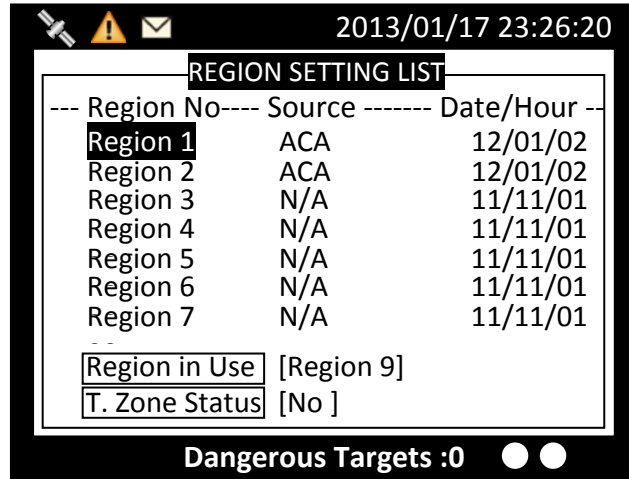 2013/01/17 23:26:20
REGION SETTING LIST
--- Region No---- Source ------- Date/Hour --
Region 1 ACA 12/01/02
Region 2 ACA 12/01/02
Region 3 N/A 11/11/01
Region 4 N/A 11/11/01
Region 5 N/A 11/11/01
Region 6 N/A 11/11/01
Region 7 N/A 11/11/01
Region in Use [Region 9]
T. Zone Status [No ]
Dangerous Targets :0